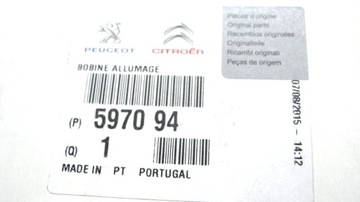 PEUGEOT CITROËN
Pièces d'origine
Original parts
Recambios originales
Originalteile
Ricambi originali
Peças de origem
BOBINE ALLUMAGE
07/08/2015 - 14:12
(P) 5970 94
(Q) 1
MADE IN PT PORTUGAL